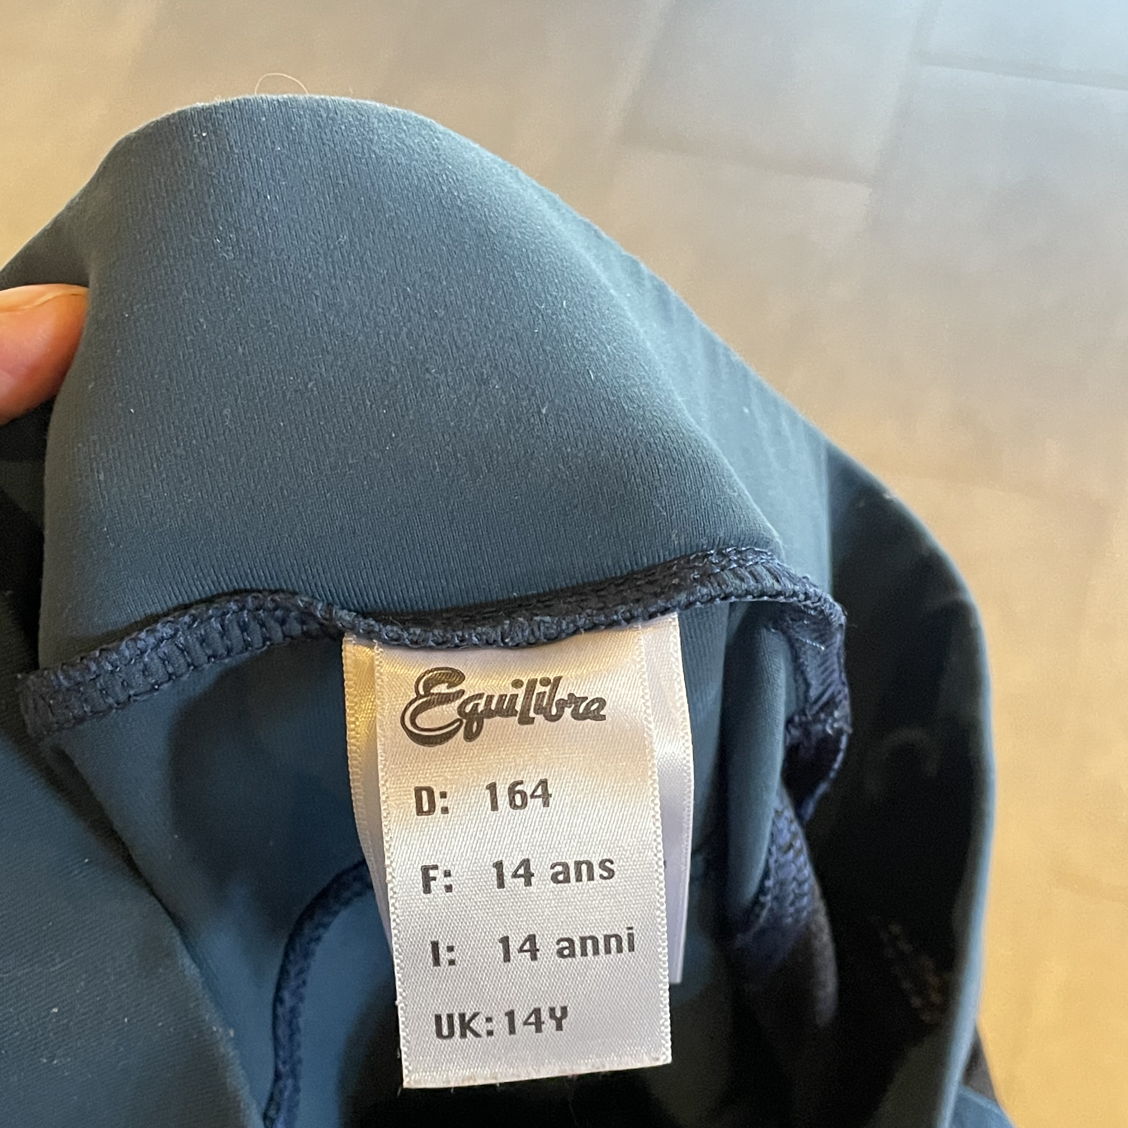 Equilibre
D: 164
F: 14 ans
I: 14 anni
UK: 14Y